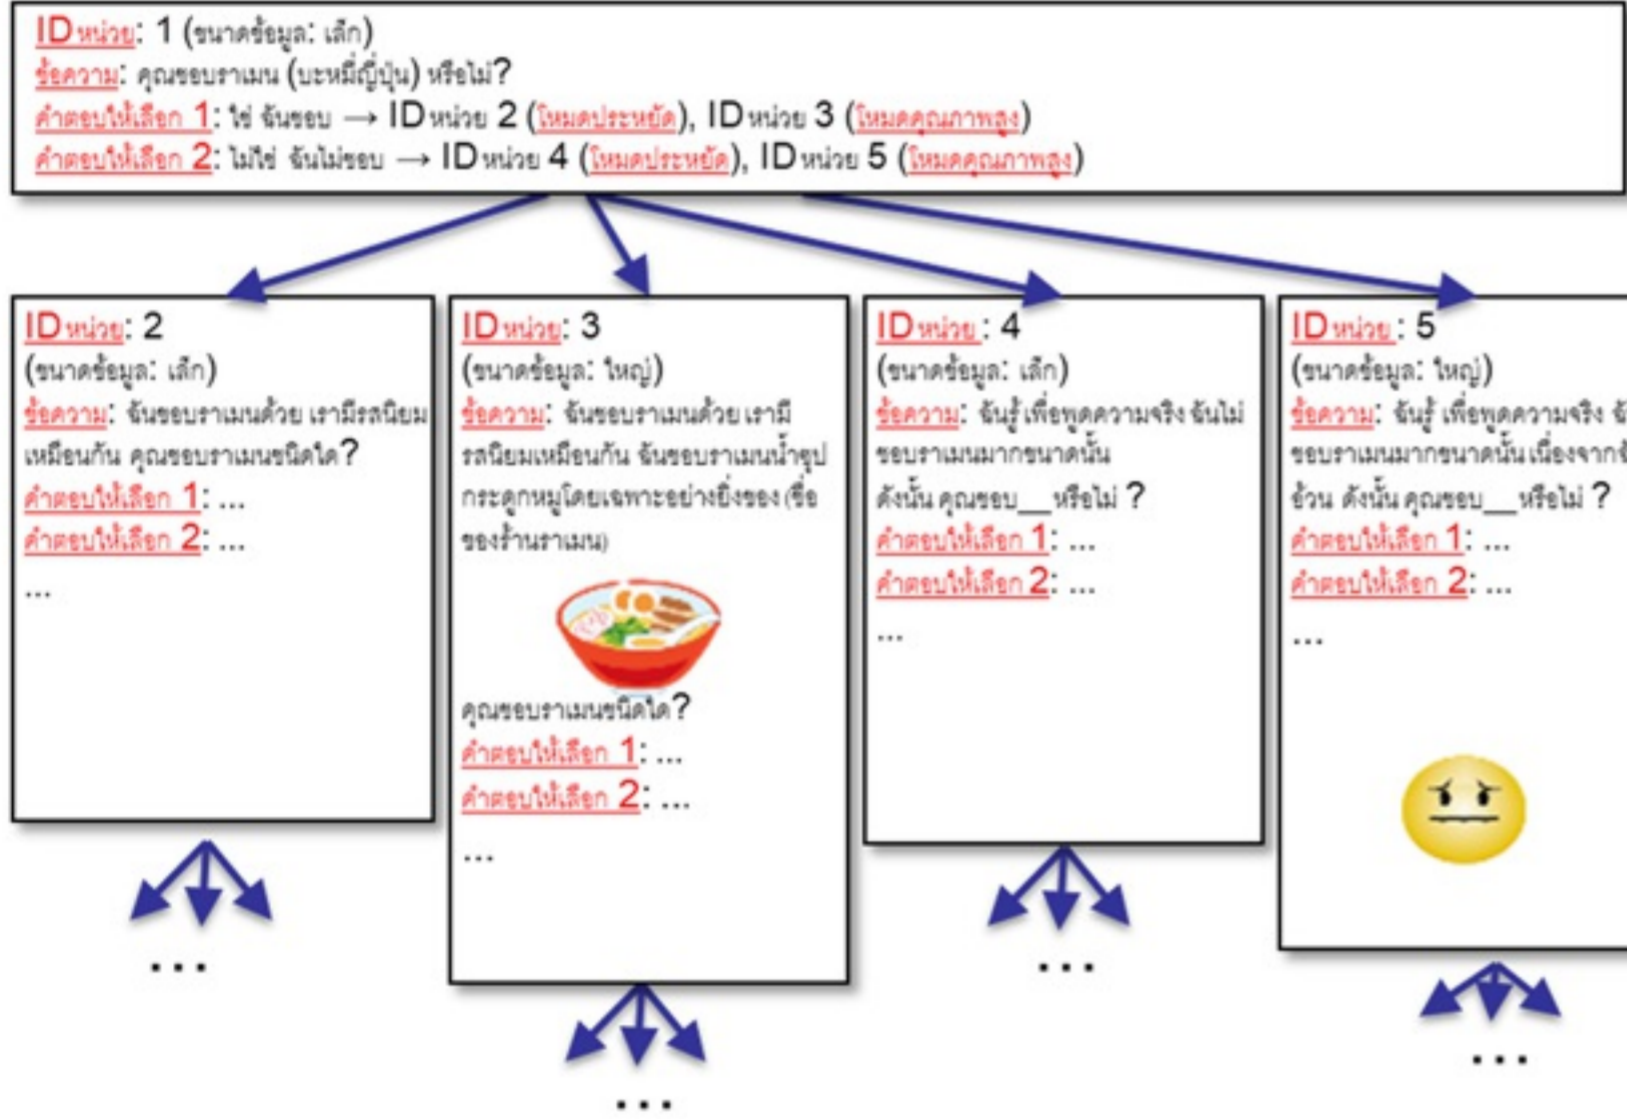 IDหน่วย: 1 (ขนาดข้อมูล: เล็ก)
ข้อความ: คุณชอบราเมน (บะหมี่ญี่ปุ่น) หรือไม่?
คำตอบให้เลือก 1: ใช่ ฉันชอบ → IDหน่วย 2 (โหมดประหยัด), IDหน่วย 3 (โหมดคุณภาพสูง)
คำตอบให้เลือก 2: ไม่ใช่ ฉันไม่ชอบ → IDหน่วย 4 (โหมดประหยัด), IDหน่วย 5 (โหมดคุณภาพสูง)
IDหน่วย: 2
(ขนาดข้อมูล: เล็ก)
ข้อความ: ฉันชอบราเมนด้วย เรามีรสนิยม
เหมือนกัน คุณชอบราเมนชนิดใด?
คำตอบให้เลือก 1: ...
คำตอบให้เลือก 2: ...
...
...
IDหน่วย: 3
(ขนาดข้อมูล: ใหญ่)
ข้อความ: ฉันชอบราเมนด้วย เรามี
รสนิยมเหมือนกัน ฉันชอบราเมนน้ำซุป
กระดูกหมูโดยเฉพาะอย่างยิ่งของ (ชื่อ
ของร้านราเมน)
คุณชอบราเมนชนิดใด?
คำตอบให้เลือก 1: ...
คำตอบให้เลือก 2: ...
...
...
IDหน่วย : 4
(ขนาดข้อมูล: เล็ก)
ข้อความ: ฉันรู้ เพื่อพูดความจริง ฉันไม่
ชอบราเมนมากขนาดนั้น
ดังนั้น คุณชอบ__หรือไม่ ?
คำตอบให้เลือก 1: ...
คำตอบให้เลือก 2: ...
...
...
IDหน่วย : 5
(ขนาดข้อมูล: ใหญ่)
ข้อความ: ฉันรู้ เพื่อพูดความจริง
ชอบราเมนมากขนาดนั้น เนื่องจาก
อ้วน ดังนั้น คุณชอบ__หรือไม่ ?
คำตอบให้เลือก 1: ...
คำตอบให้เลือก 2: ...
...
...